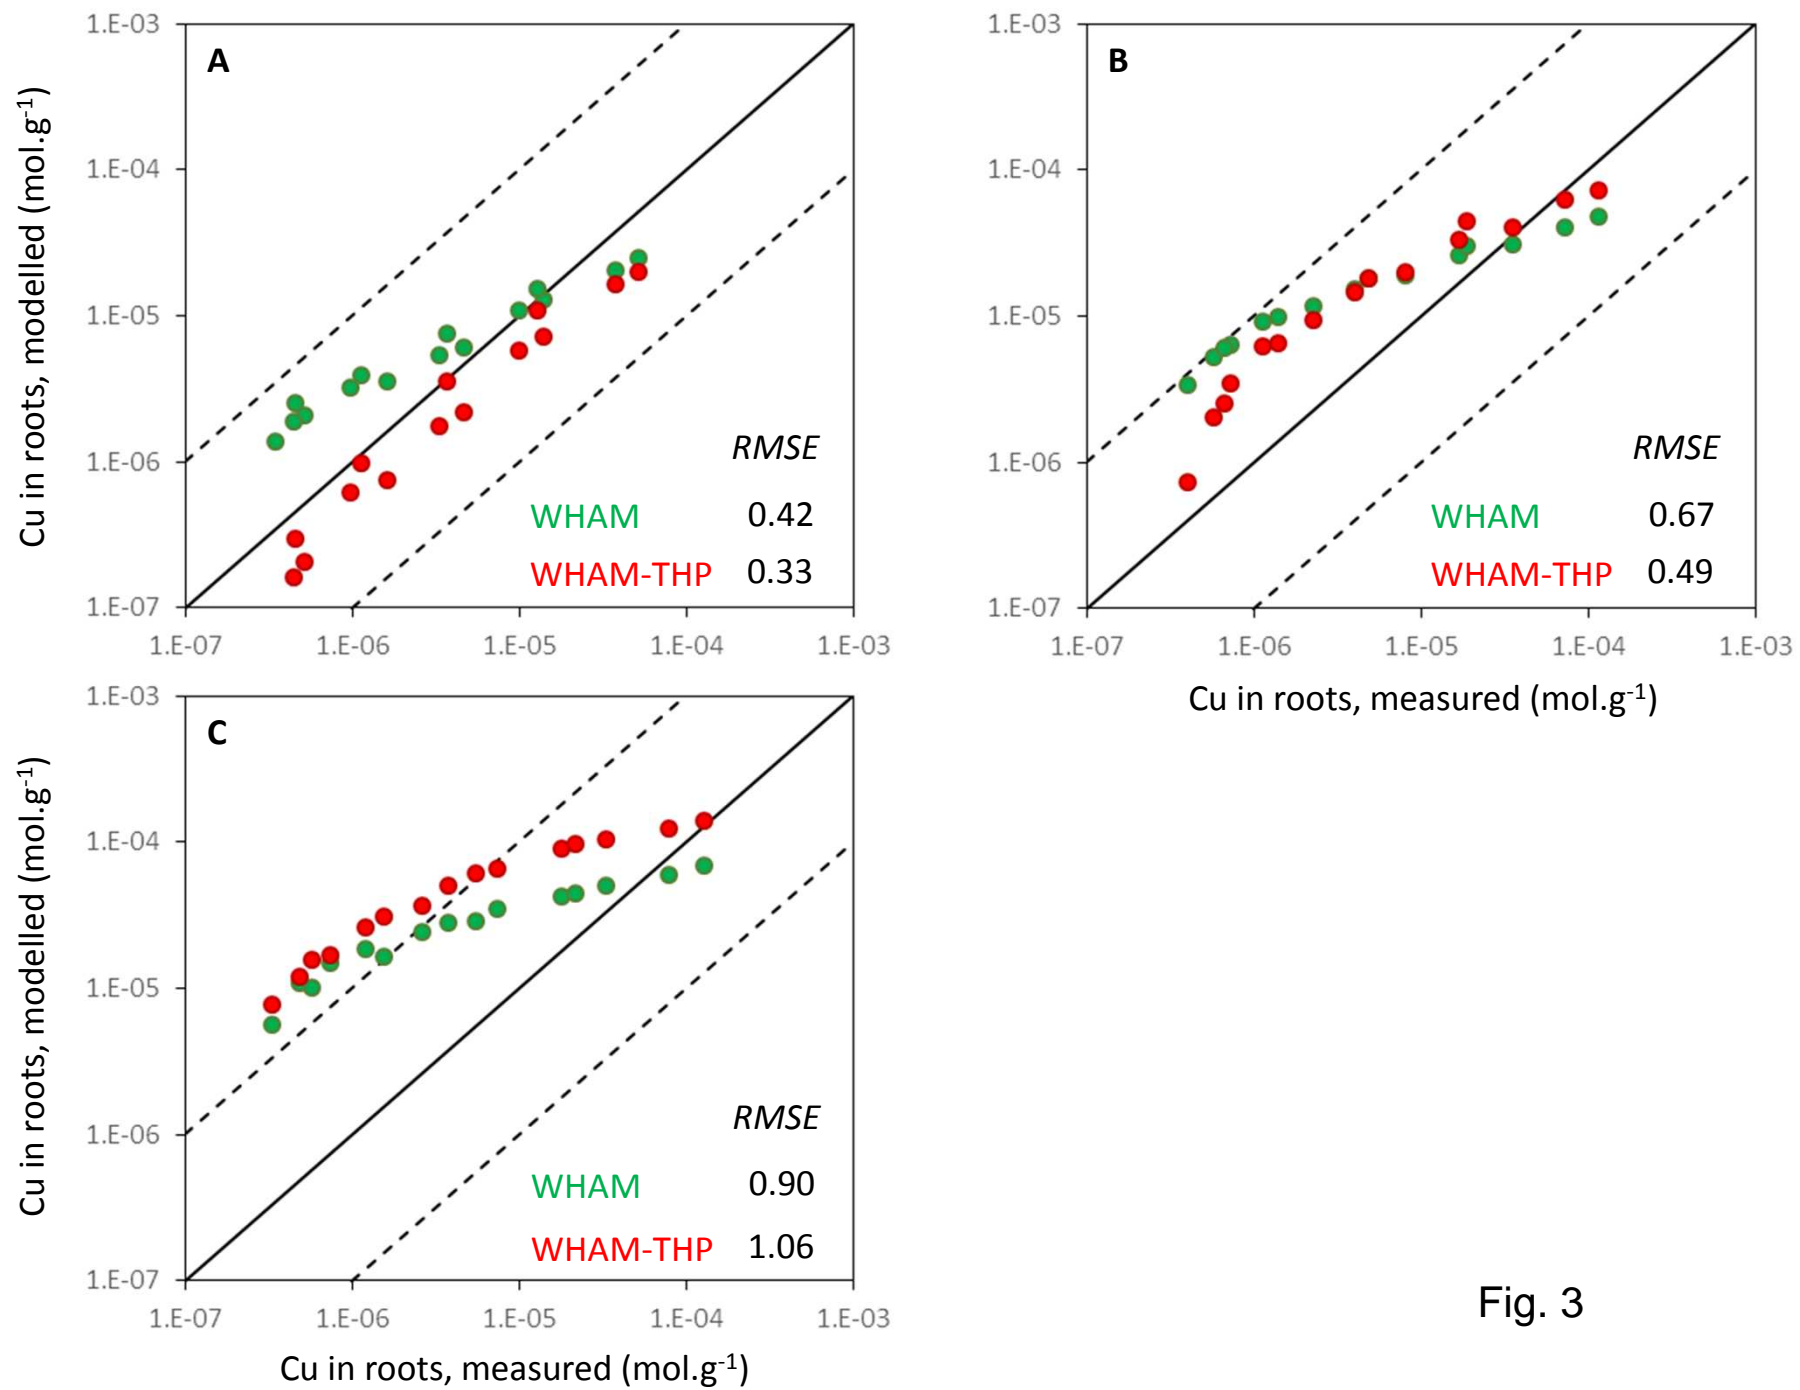 A
Cu in roots, modelled (mol.g-1)
1.E-03
1.E-04
1.E-05
1.E-06
1.E-07
RMSE
WHAM 0.42
WHAM-THP 0.33
1.E-07 1.E-06 1.E-05 1.E-04 1.E-03
B
1.E-03
1.E-04
1.E-05
1.E-06
1.E-07
RMSE
WHAM 0.67
WHAM-THP 0.49
1.E-07 1.E-06 1.E-05 1.E-04 1.E-03
Cu in roots, measured (mol.g-1)
C
Cu in roots, modelled (mol.g-1)
1.E-03
1.E-04
1.E-05
1.E-06
1.E-07
RMSE
WHAM 0.90
WHAM-THP 1.06
1.E-07 1.E-06 1.E-05 1.E-04 1.E-03
Cu in roots, measured (mol.g-1)
Fig. 3